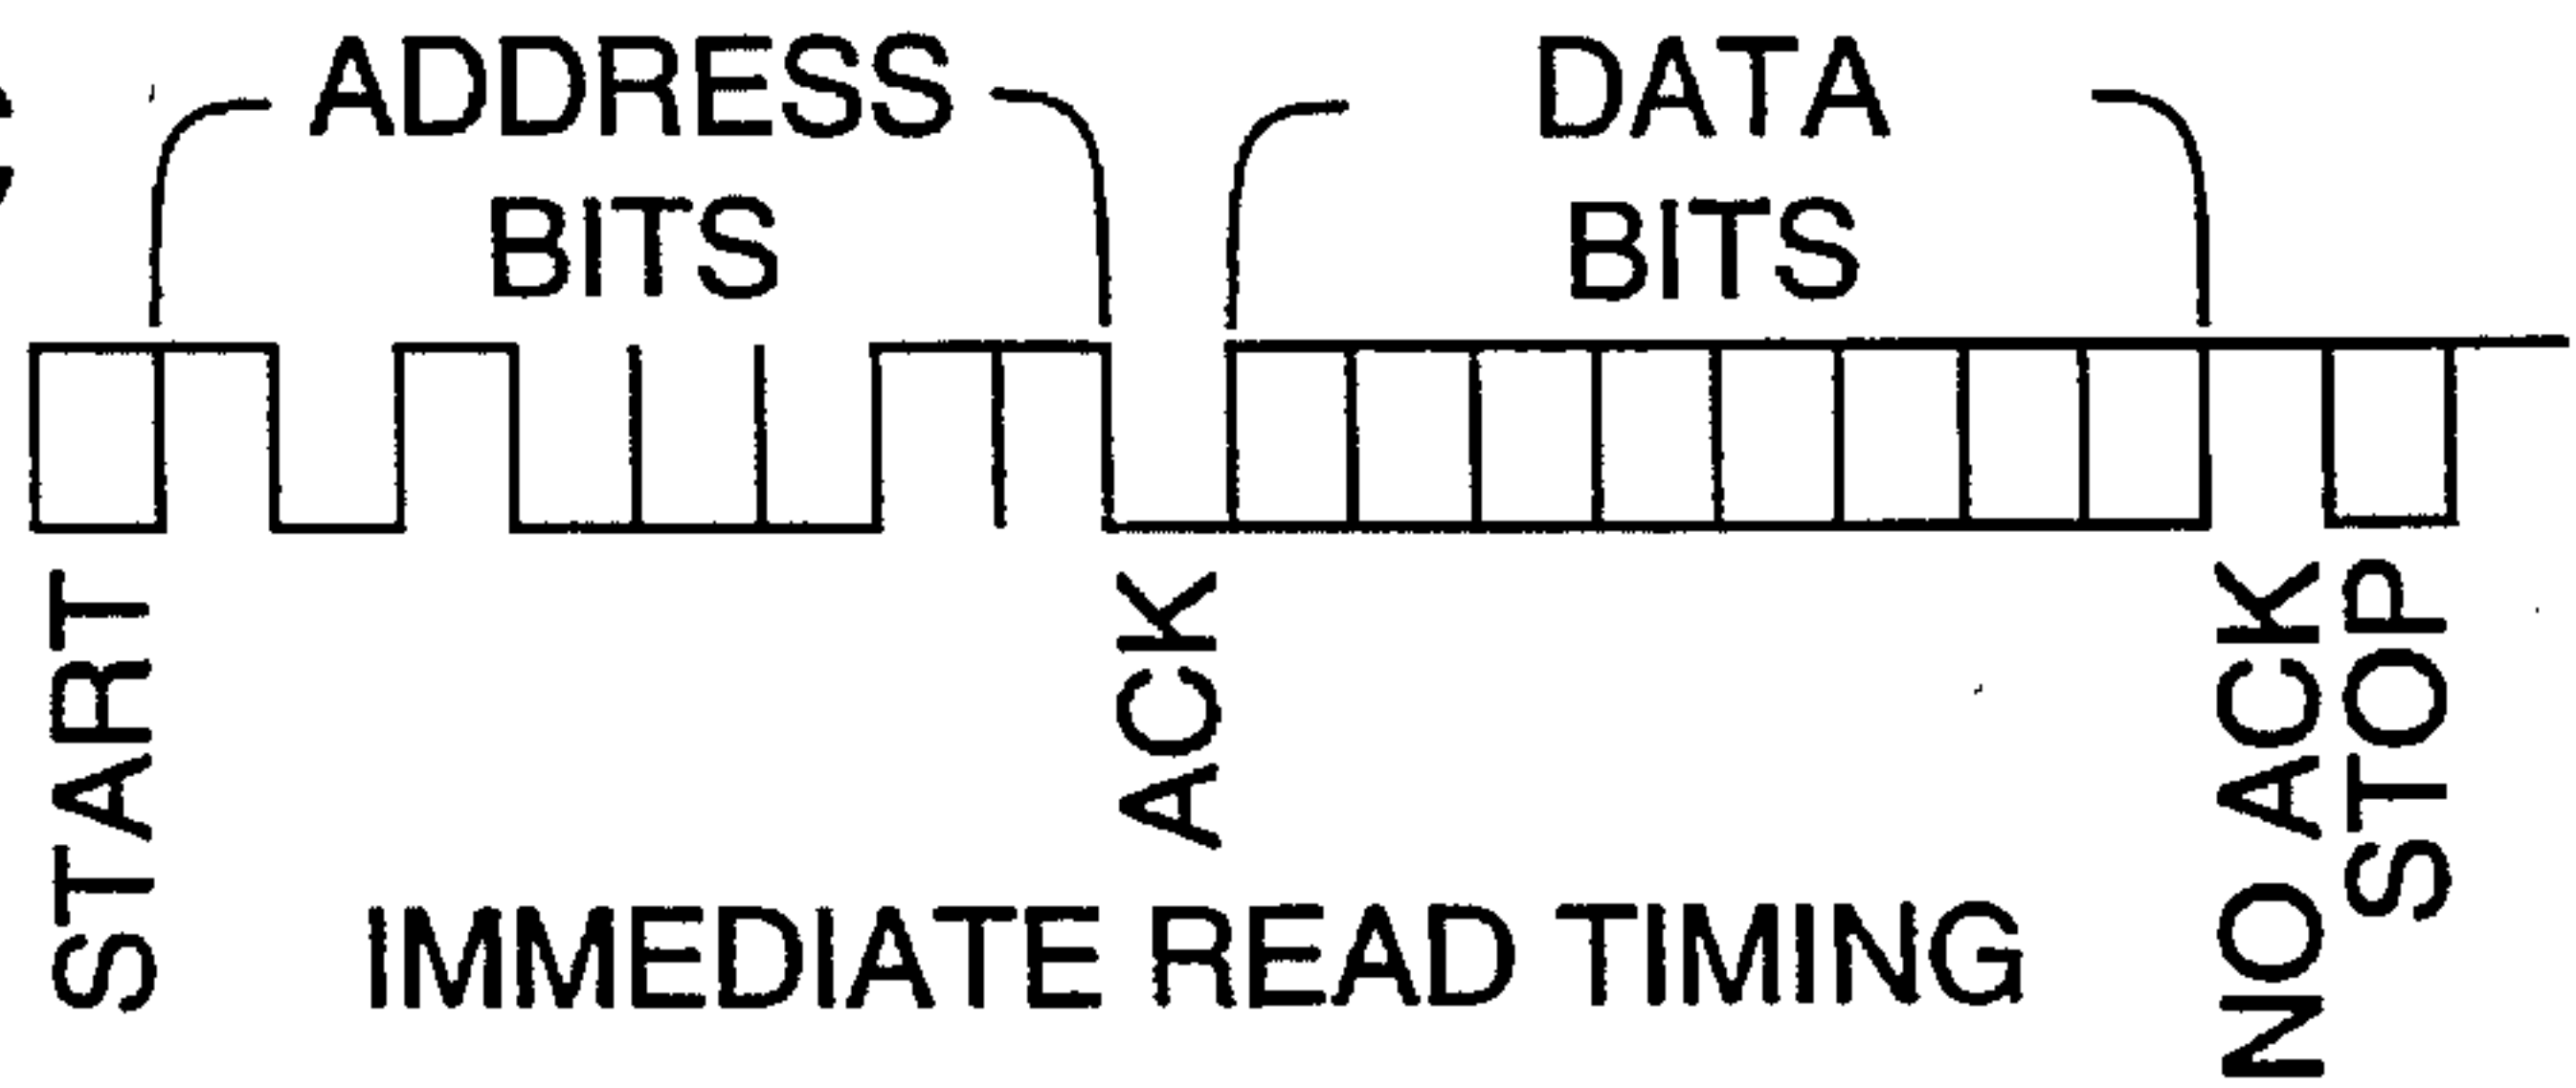 ADDRESS
BITS
DATA
BITS
START
ACK
NO ACK
STOP
IMMEDIATE READ TIMING